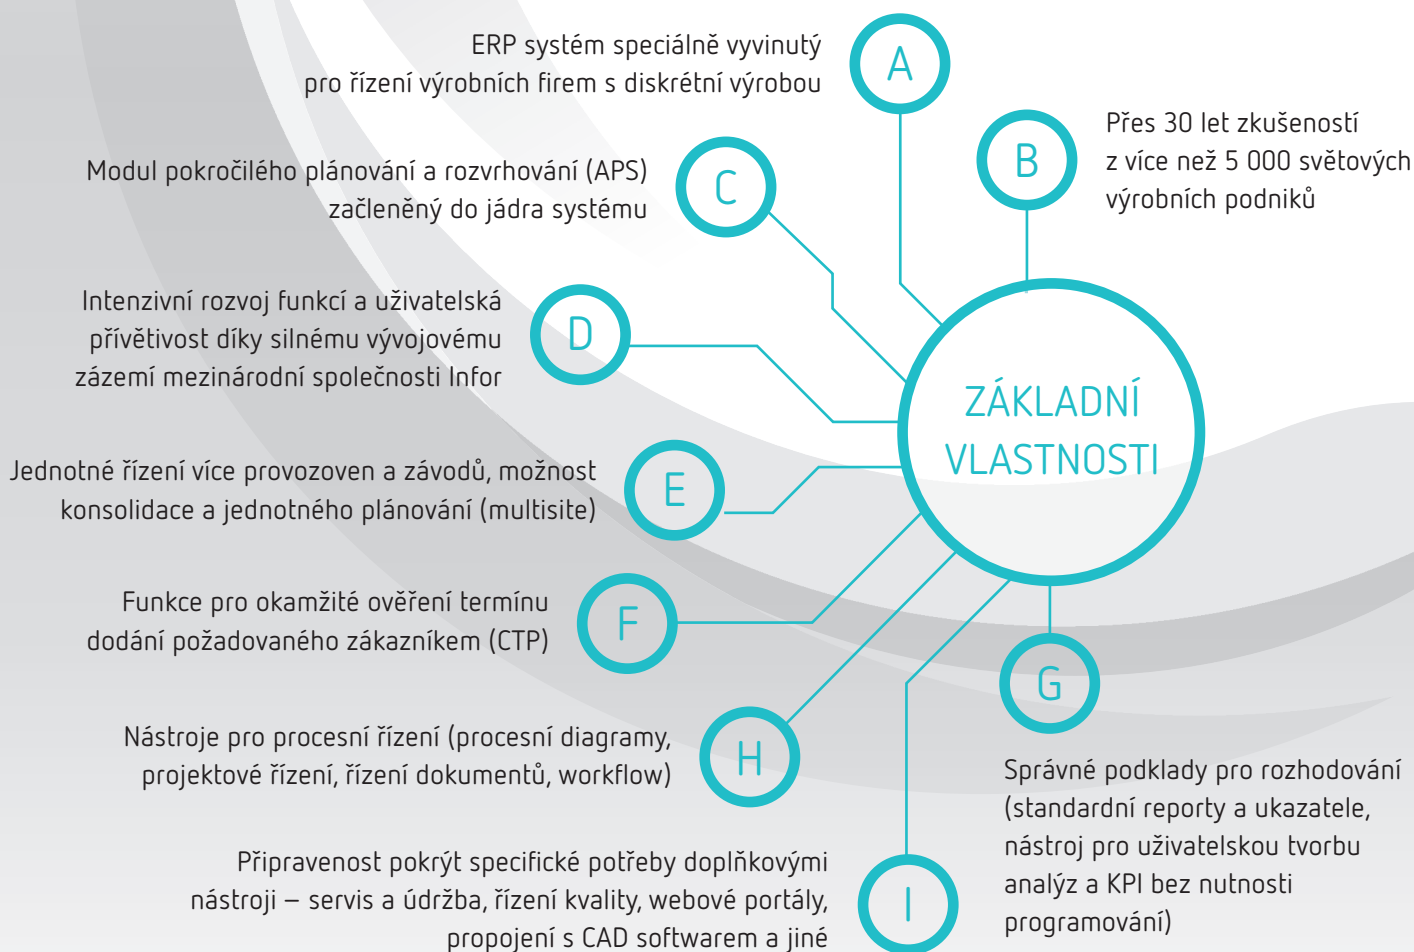 ERP systém speciálně vyvinutý
pro řízení výrobních firem s diskrétní výrobou
A
B
Přes 30 let zkušeností
z více než 5 000 světových
výrobních podniků
Modul pokročilého plánování a rozvrhování (APS)
začleněný do jádra systému
C
Intenzivní rozvoj funkcí a uživatelská
přívětivost díky silnému vývojovému
zázemí mezinárodní společnosti Infor
D
ZÁKLADNÍ
VLASTNOSTI
Jednotné řízení více provozoven a závodů, možnost
konsolidace a jednotného plánování (multisite)
E
Funkce pro okamžité ověření termínu
dodání požadovaného zákazníkem (CTP)
F
G
Správné podklady pro rozhodování
(standardní reporty a ukazatele,
nástroj pro uživatelskou tvorbu
analýz a KPI bez nutnosti
programování)
Nástroje pro procesní řízení (procesní diagramy,
projektové řízení, řízení dokumentů, workflow)
H
Připravenost pokrýt specifické potřeby doplňkovými
nástroji – servis a údržba, řízení kvality, webové portály,
propojení s CAD softwarem a jiné
I